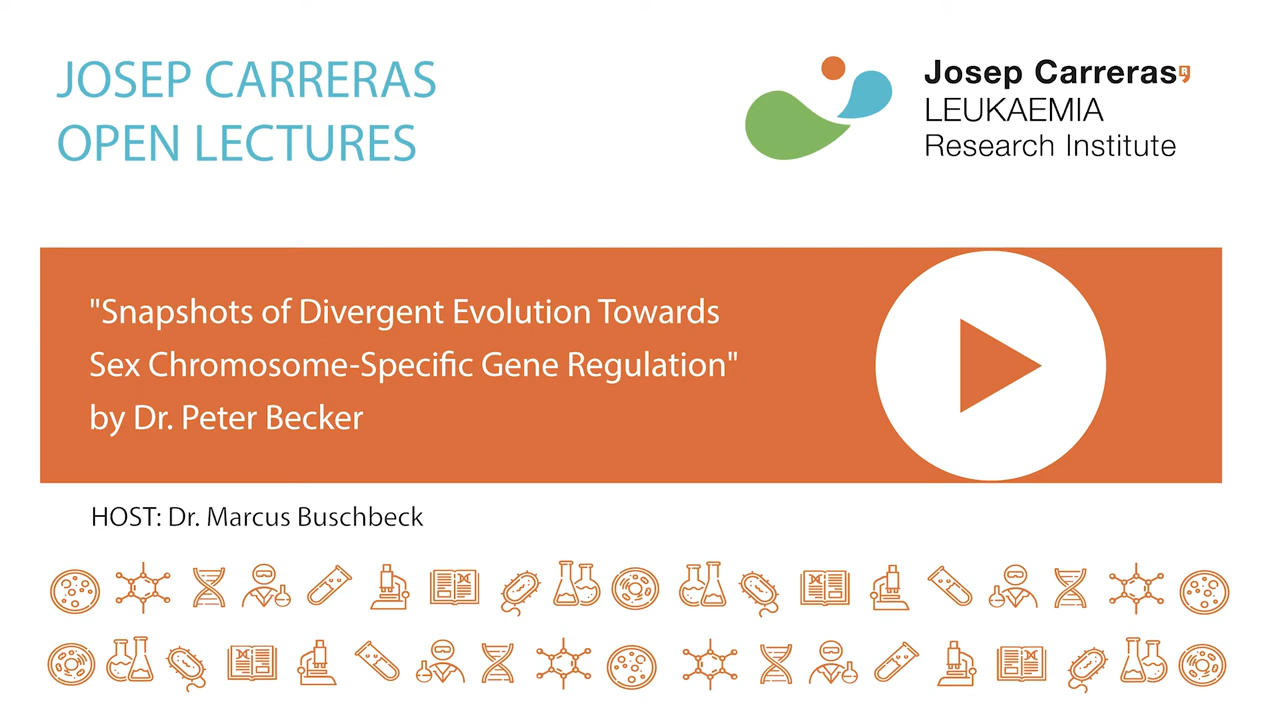 JOSEP CARRERAS
OPEN LECTURES
Josep Carreras
LEUKAEMIA
Research Institute
"Snapshots of Divergent Evolution Towards
Sex Chromosome-Specific Gene Regulation"
by Dr. Peter Becker
HOST: Dr. Marcus Buschbeck